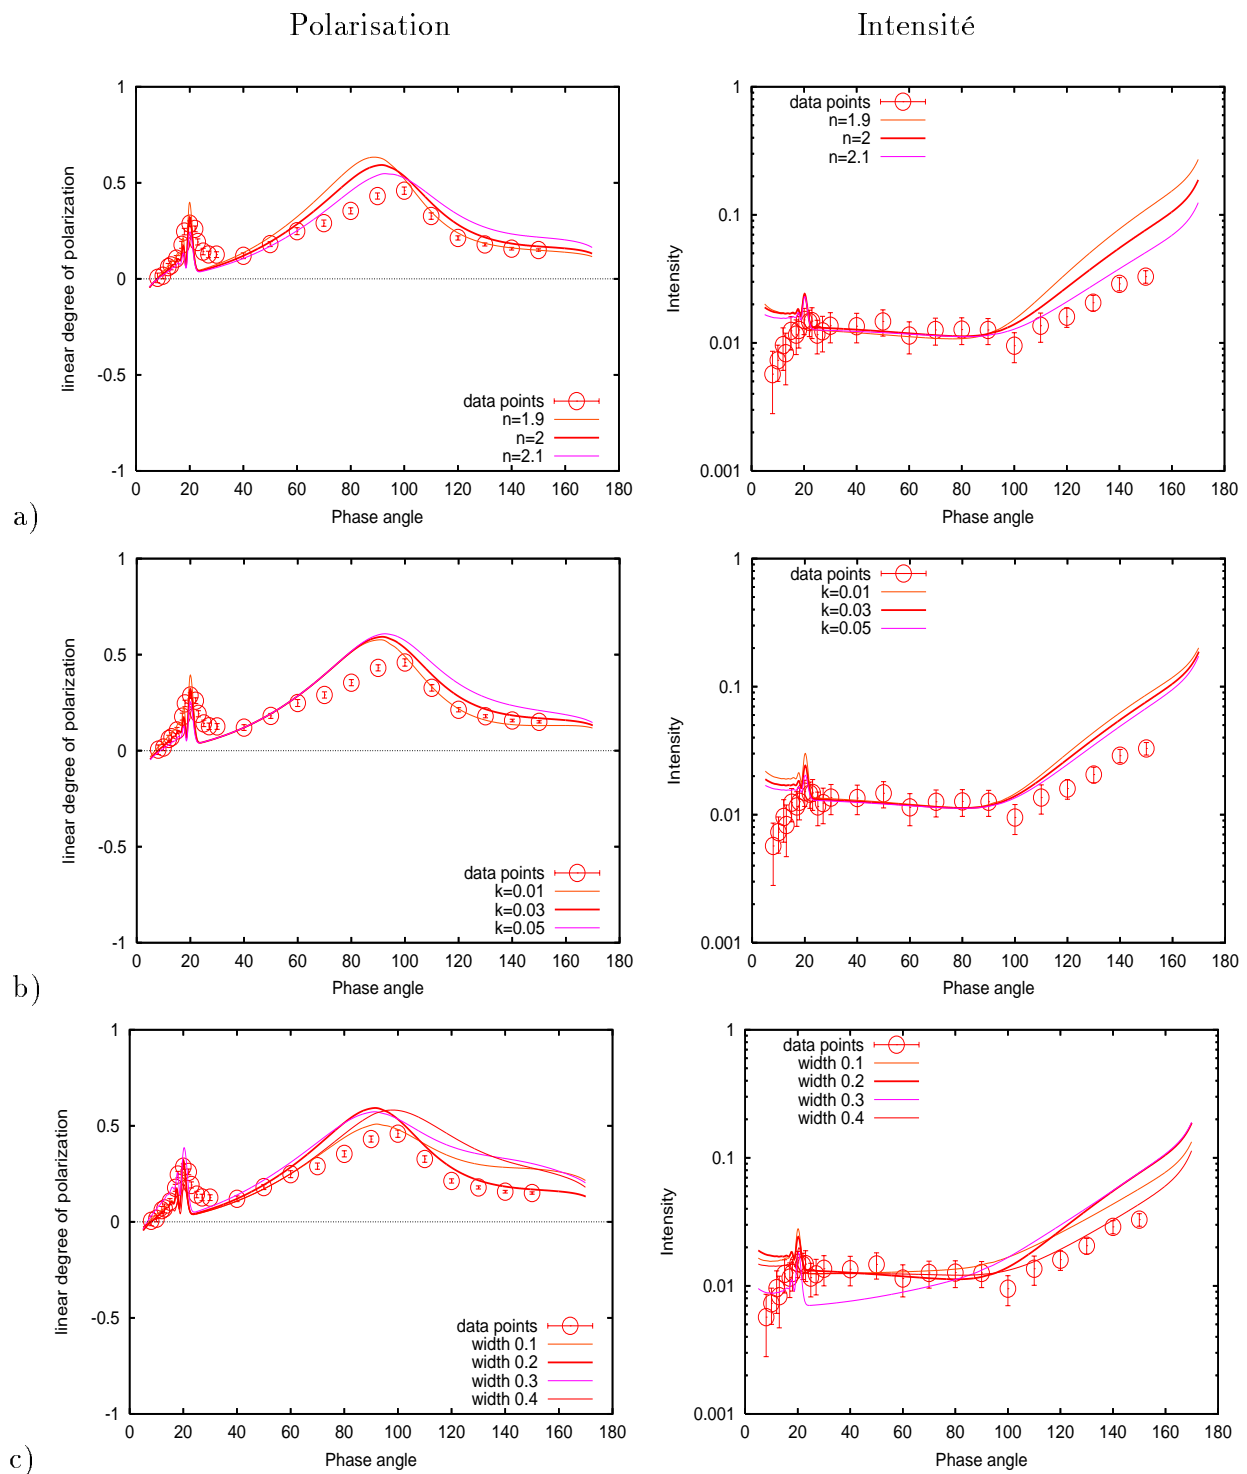 Polarisation
Intensité
1
0.5
0
-0.5
-1
linear degree of polarization
data points
n=1.9
n=2
n=2.1
0 20 40 60 80 100 120 140 160 180
Phase angle
1
0.1
0.01
0.001
Intensity
data points
n=1.9
n=2
n=2.1
0 20 40 60 80 100 120 140 160 180
Phase angle
a)
1
0.5
0
-0.5
-1
linear degree of polarization
data points
k=0.01
k=0.03
k=0.05
0 20 40 60 80 100 120 140 160 180
Phase angle
1
0.1
0.01
0.001
Intensity
data points
k=0.01
k=0.03
k=0.05
0 20 40 60 80 100 120 140 160 180
Phase angle
b)
1
0.5
0
-0.5
-1
linear degree of polarization
data points
width 0.1
width 0.2
width 0.3
width 0.4
0 20 40 60 80 100 120 140 160 180
Phase angle
1
0.1
0.01
0.001
Intensity
data points
width 0.1
width 0.2
width 0.3
width 0.4
0 20 40 60 80 100 120 140 160 180
Phase angle
c)